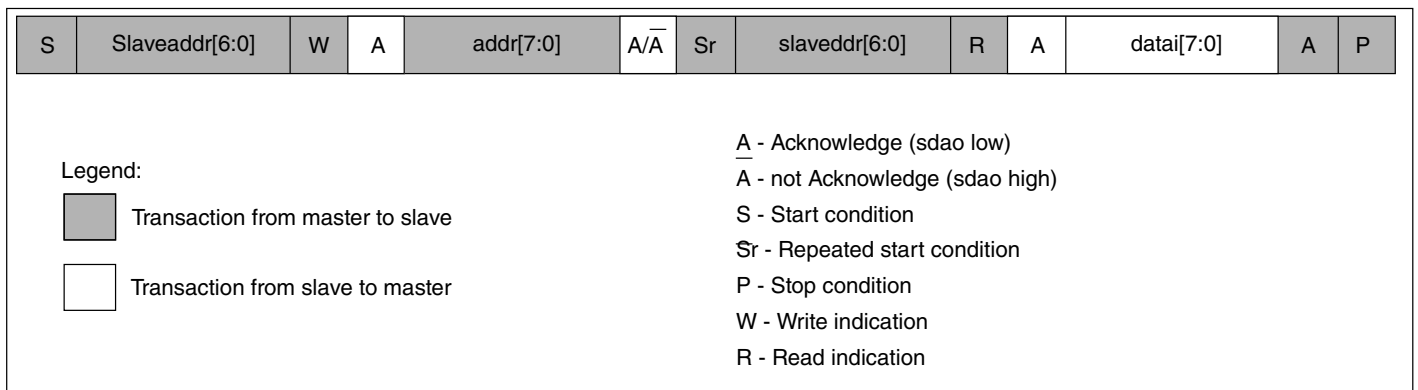 S Slaveaddr[6:0] W A addr[7:0] A/A̅ Sr slaveddr[6:0] R A datai[7:0] A P
A - Acknowledge (sdao low)
Legend:
A̅ - not Acknowledge (sdao high)
Transaction from master to slave
S - Start condition
Sr - Repeated start condition
P - Stop condition
Transaction from slave to master
W - Write indication
R - Read indication